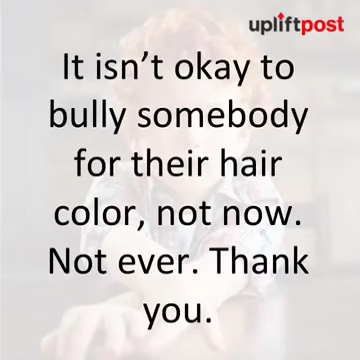 upliftpost
It isn’t okay to
bully somebody
for their hair
color, not now.
Not ever. Thank
you.